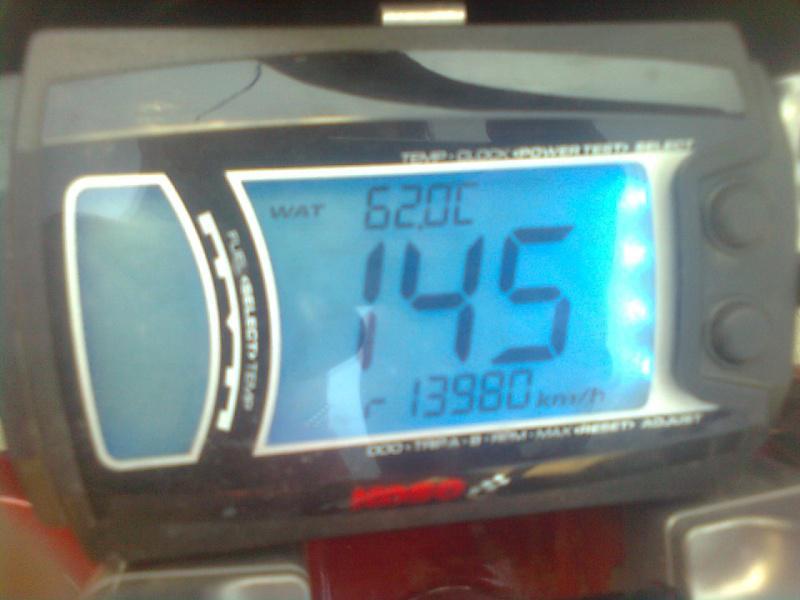 TEMP • CLOCK <POWER TEST> SELECT
WAT 62.0C
FUEL <SELECT> TEMP
145
r 13980 km/h
ODO • TRIP A • B • RPM • MAX <RESET> ADJUST
KOSO